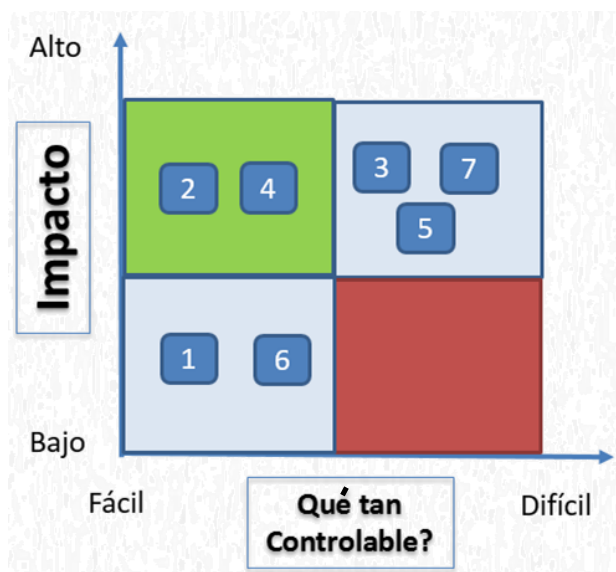 Alto
Impacto
2
4
3
7
5
1
6
Bajo
Fácil
Difícil
Qué tan
Controlable?